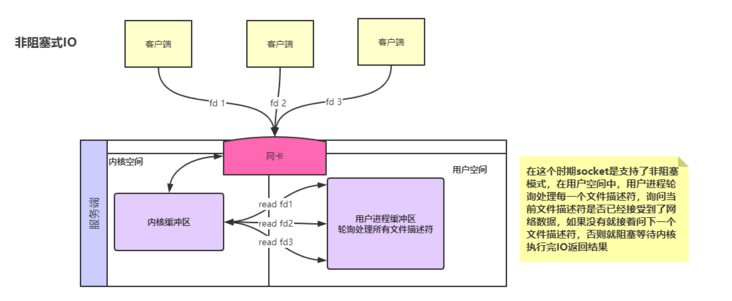 非阻塞式IO
客户端
客户端
客户端
fd 1
fd 2
fd 3
服务端
内核空间
网卡
用户空间
内核缓冲区
read fd1
read fd2
read fd3
用户进程缓冲区
轮询处理所有文件描述符
在这个时期socket是支持了非阻塞
模式，在用户空间中，用户进程轮
询处理每一个文件描述符，询问当
前文件描述符是否已经接受到了网
络数据，如果没有就接着问下一个
文件描述符，否则就阻塞等待内核
执行完IO返回结果